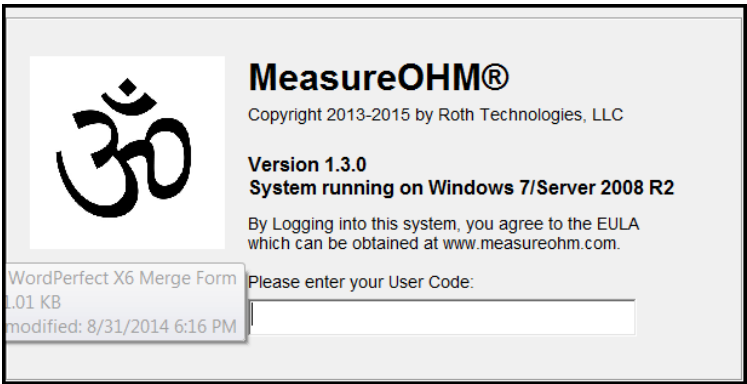 ॐ
MeasureOHM®
Copyright 2013-2015 by Roth Technologies, LLC
Version 1.3.0
System running on Windows 7/Server 2008 R2
By Logging into this system, you agree to the EULA
which can be obtained at www.measureohm.com.
WordPerfect X6 Merge Form
1.01 KB
modified: 8/31/2014 6:16 PM
Please enter your User Code: